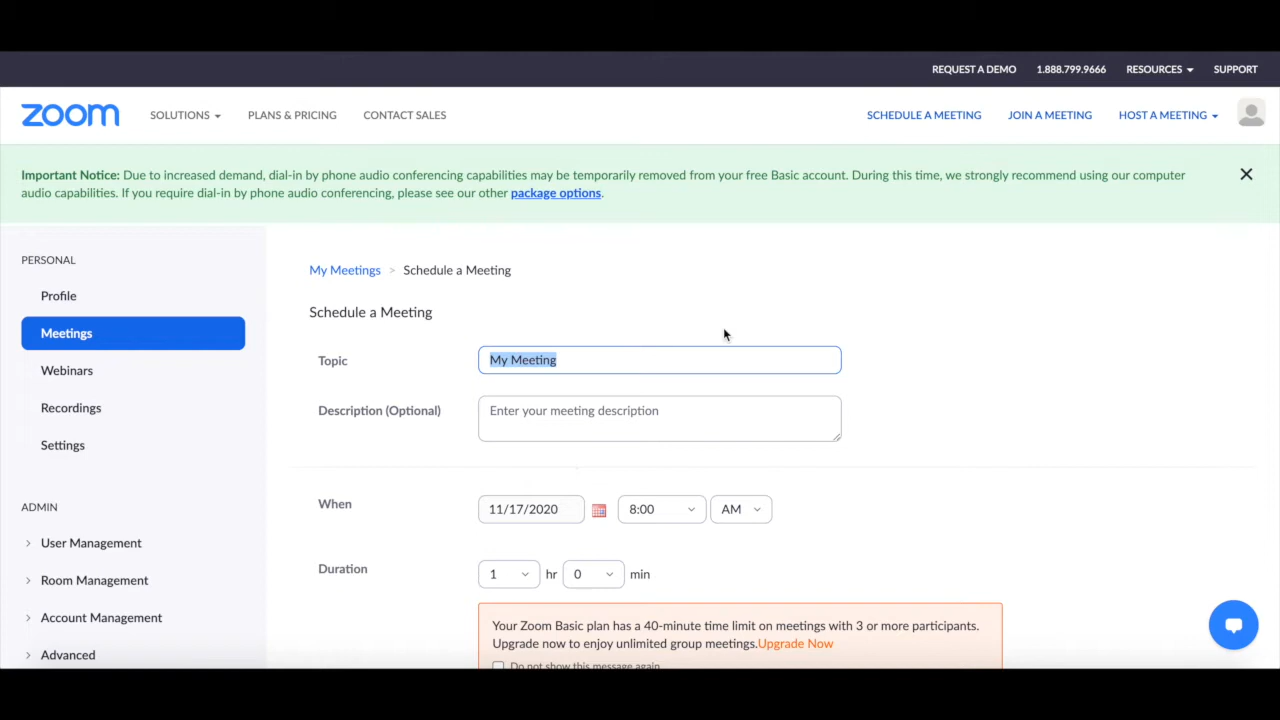 REQUEST A DEMO 1.888.799.9666 RESOURCES SUPPORT
zoom SOLUTIONS PLANS & PRICING CONTACT SALES SCHEDULE A MEETING JOIN A MEETING HOST A MEETING
Important Notice: Due to increased demand, dial-in by phone audio conferencing capabilities may be temporarily removed from your free Basic account. During this time, we strongly recommend using our computer
audio capabilities. If you require dial-in by phone audio conferencing, please see our other package options.
PERSONAL
Profile
Meetings
Webinars
Recordings
Settings
ADMIN
User Management
Room Management
Account Management
Advanced
My Meetings > Schedule a Meeting
Schedule a Meeting
Topic My Meeting
Description (Optional) Enter your meeting description
When 11/17/2020 8:00 AM
Duration 1 hr 0 min
Your Zoom Basic plan has a 40-minute time limit on meetings with 3 or more participants.
Upgrade now to enjoy unlimited group meetings.Upgrade Now
Do not show this message again